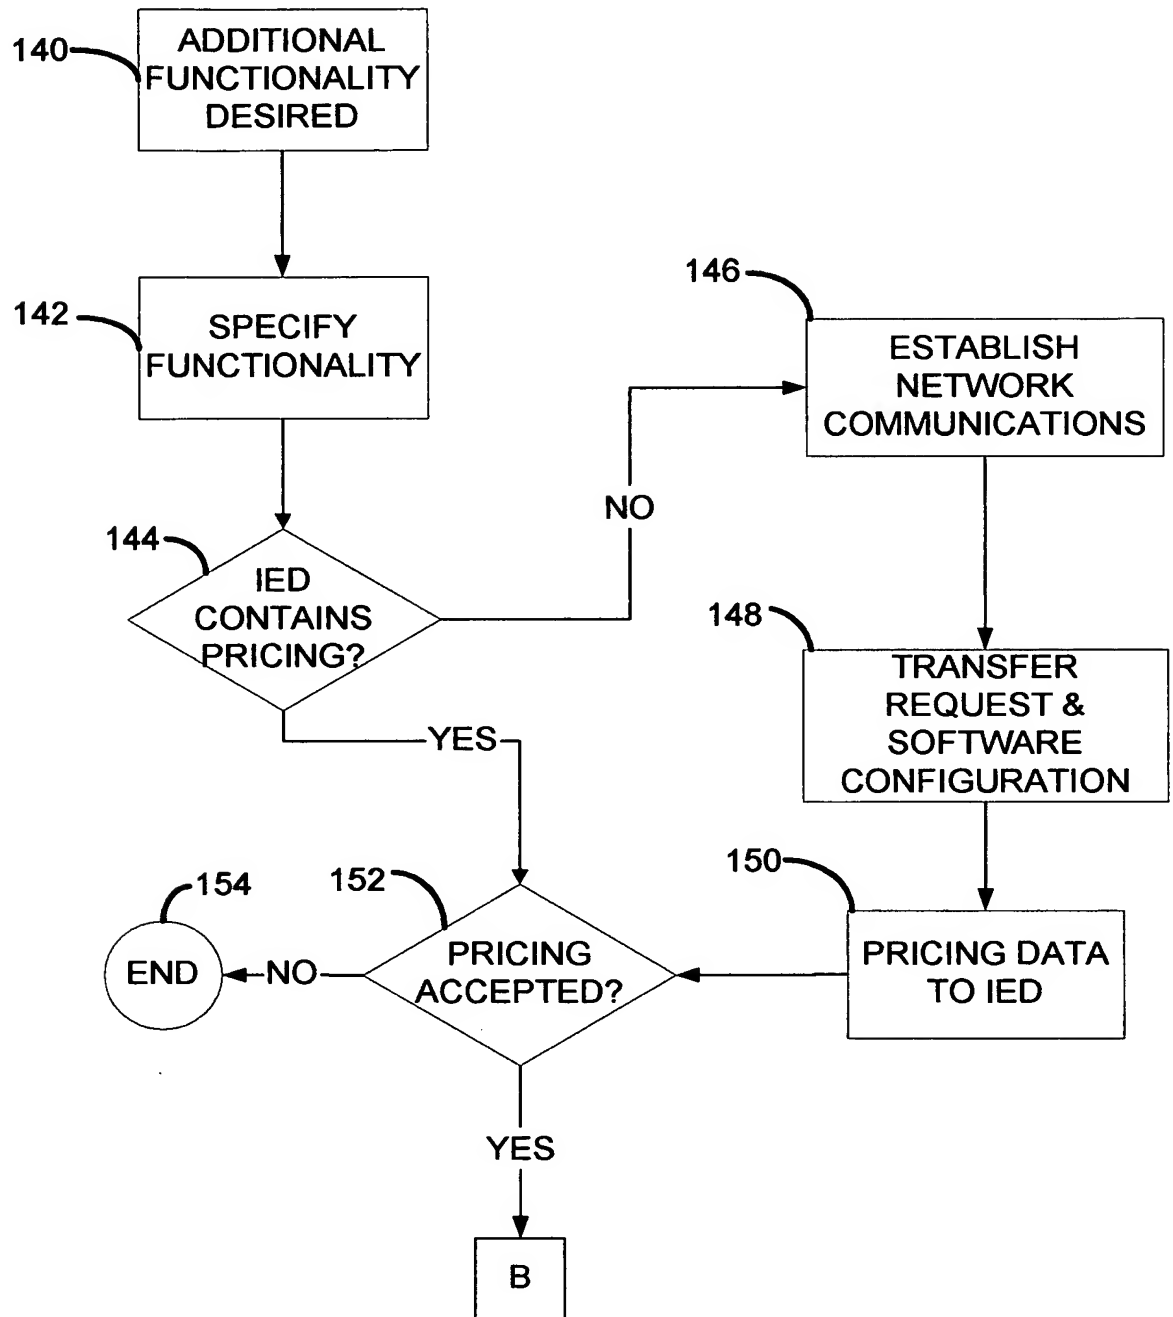 140
ADDITIONAL
FUNCTIONALITY
DESIRED
142
SPECIFY
FUNCTIONALITY
146
ESTABLISH
NETWORK
COMMUNICATIONS
NO
144
IED
CONTAINS
PRICING?
148
TRANSFER
REQUEST &
SOFTWARE
CONFIGURATION
YES
150
PRICING DATA
TO IED
152
PRICING
ACCEPTED?
154
END
NO
YES
B